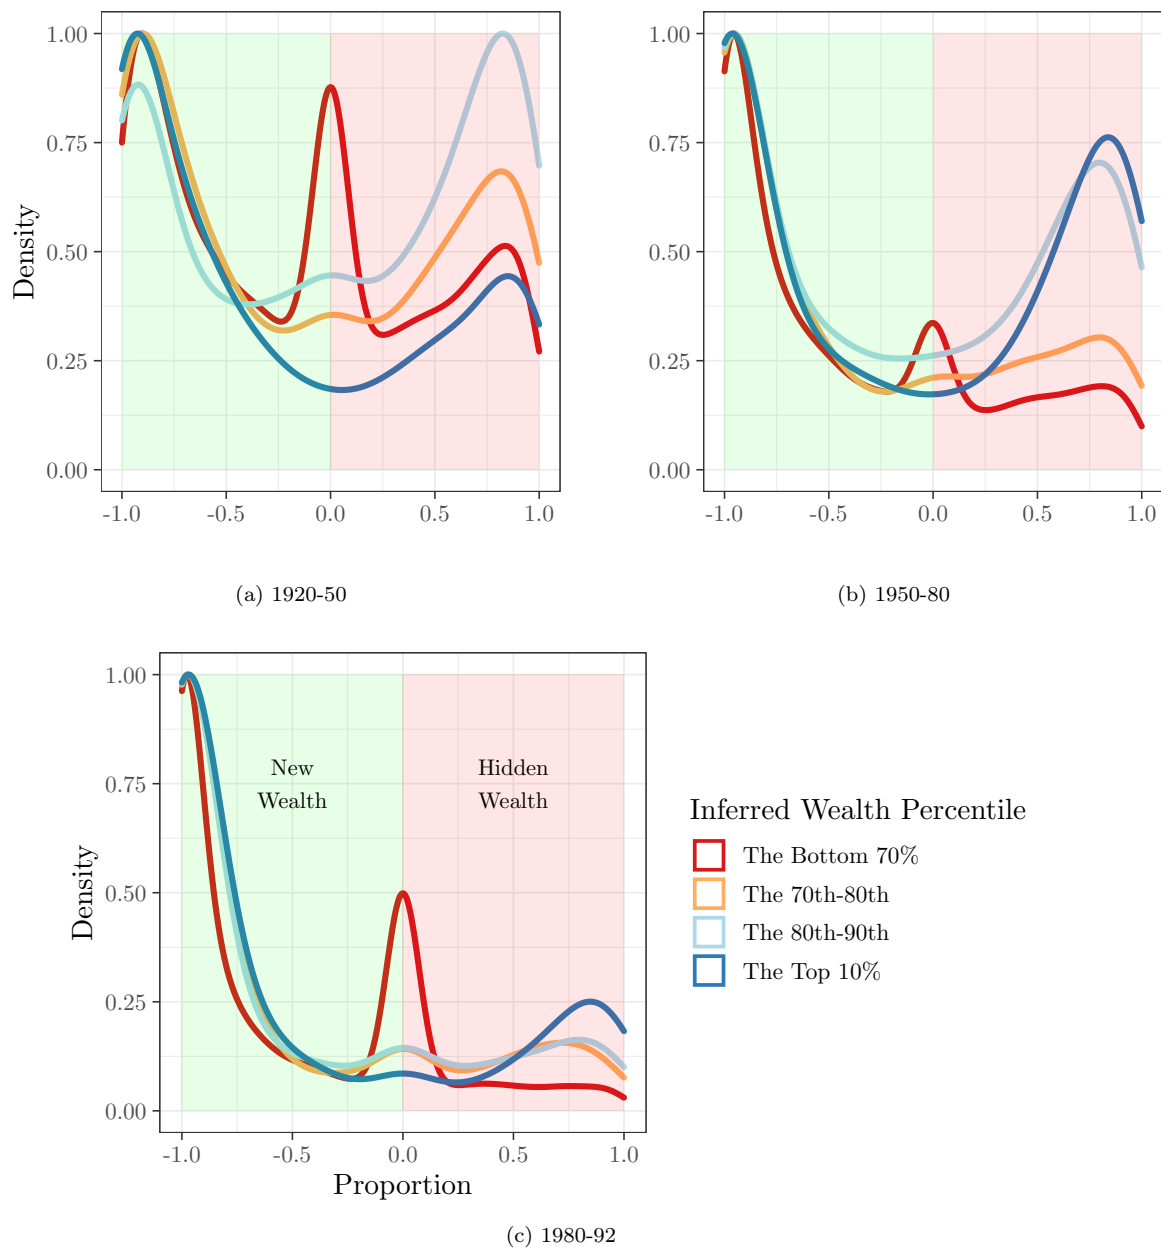 1.00
0.75
0.50
0.25
0.00
Density
-1.0 -0.5 0.0 0.5 1.0
(a) 1920-50
1.00
0.75
0.50
0.25
0.00
-1.0 -0.5 0.0 0.5 1.0
(b) 1950-80
1.00
0.75
0.50
0.25
0.00
Density
New
Wealth
Hidden
Wealth
-1.0 -0.5 0.0 0.5 1.0
Proportion
Inferred Wealth Percentile
The Bottom 70%
The 70th-80th
The 80th-90th
The Top 10%
(c) 1980-92